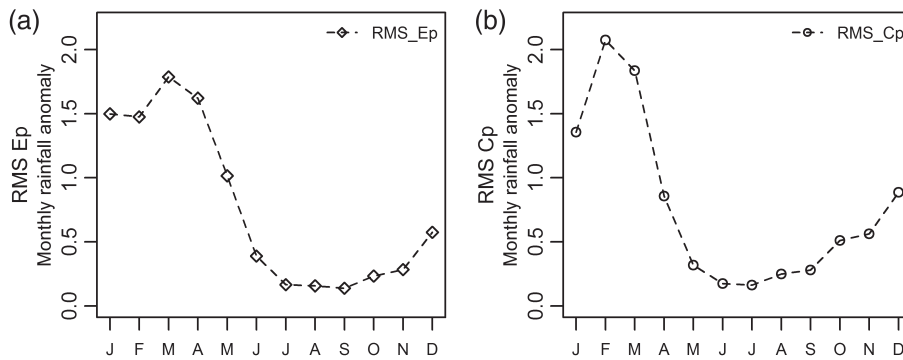 (a)
RMS_Ep
RMS Ep
Monthly rainfall anomaly
2.0
1.5
1.0
0.5
0.0
J F M A M J J A S O N D
(b)
RMS_Cp
RMS Cp
Monthly rainfall anomaly
2.0
1.5
1.0
0.5
0.0
J F M A M J J A S O N D